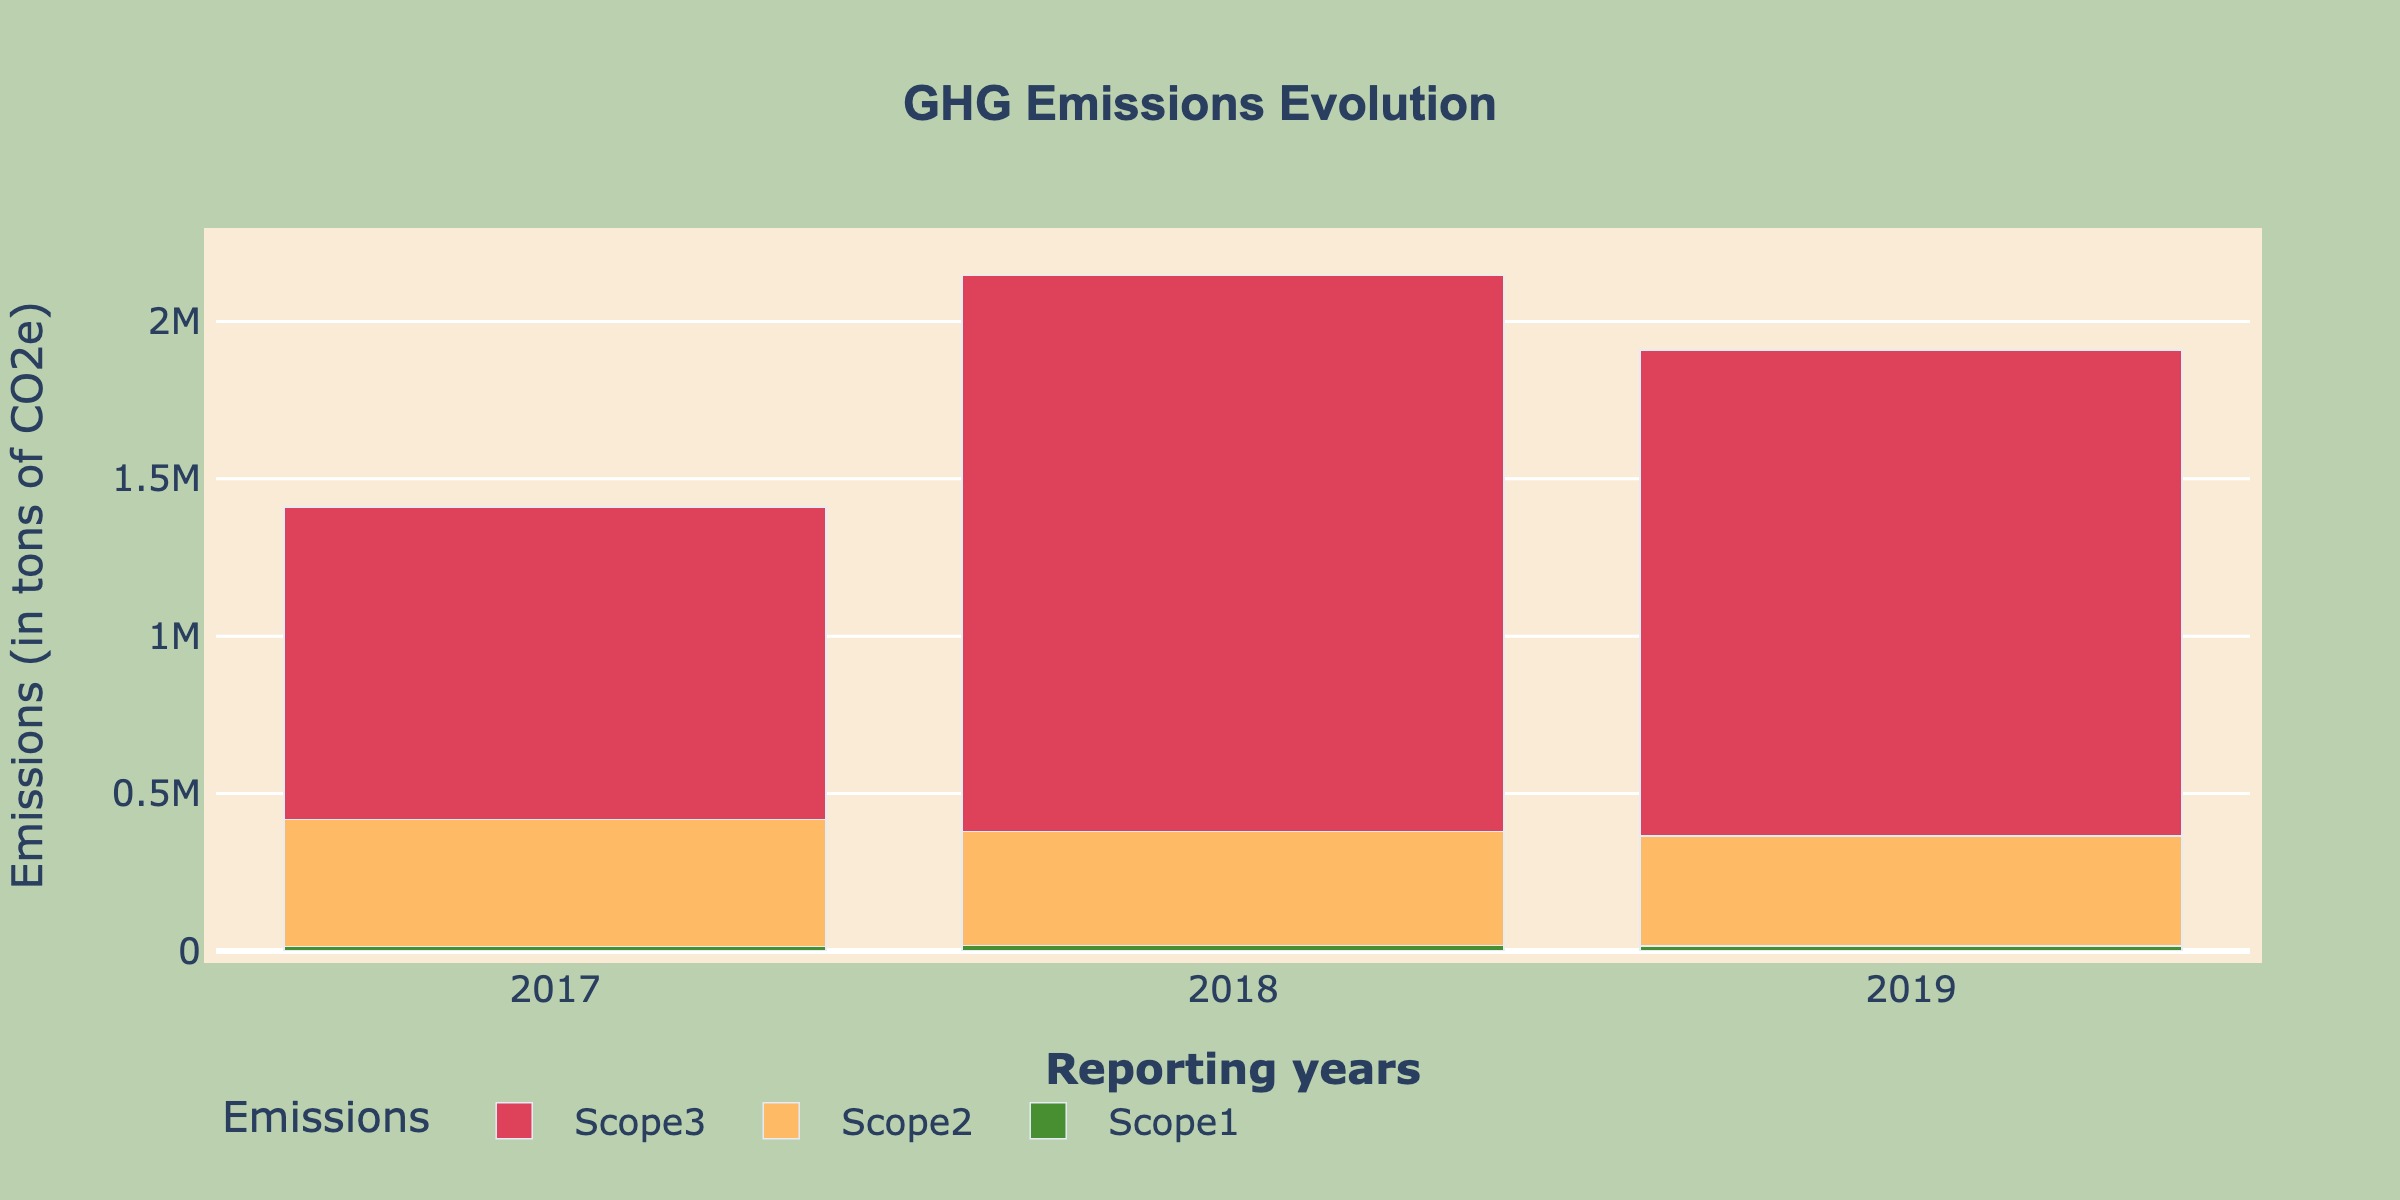 GHG Emissions Evolution
Emissions (in tons of CO2e)
2M
1.5M
1M
0.5M
0
2017 2018 2019
Reporting years
Emissions Scope3 Scope2 Scope1